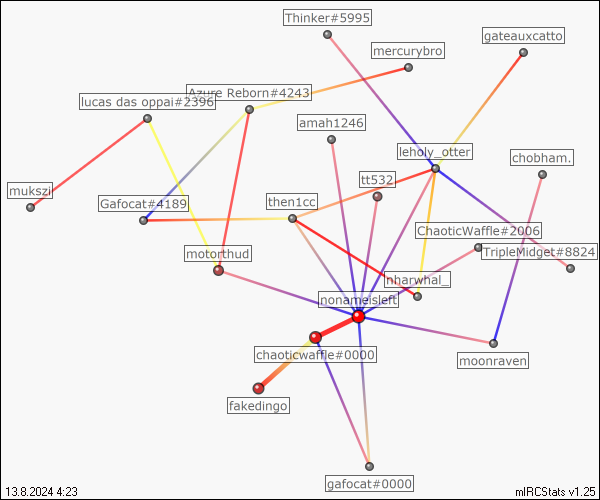 Thinker#5995
gateauxcatto
mercurybro
Azure Reborn#4243
lucas das oppai#2396
amah1246
leholy_otter
chobham.
tt532
mukszi
Gafocat#4189
then1cc
ChaoticWaffle#2006
motorthud
TripleMidget#8824
nharwhal_
nonameisleft
chaoticwaffle#0000
moonraven
fakedingo
gafocat#0000
13.8.2024 4:23
mIRCStats v1.25